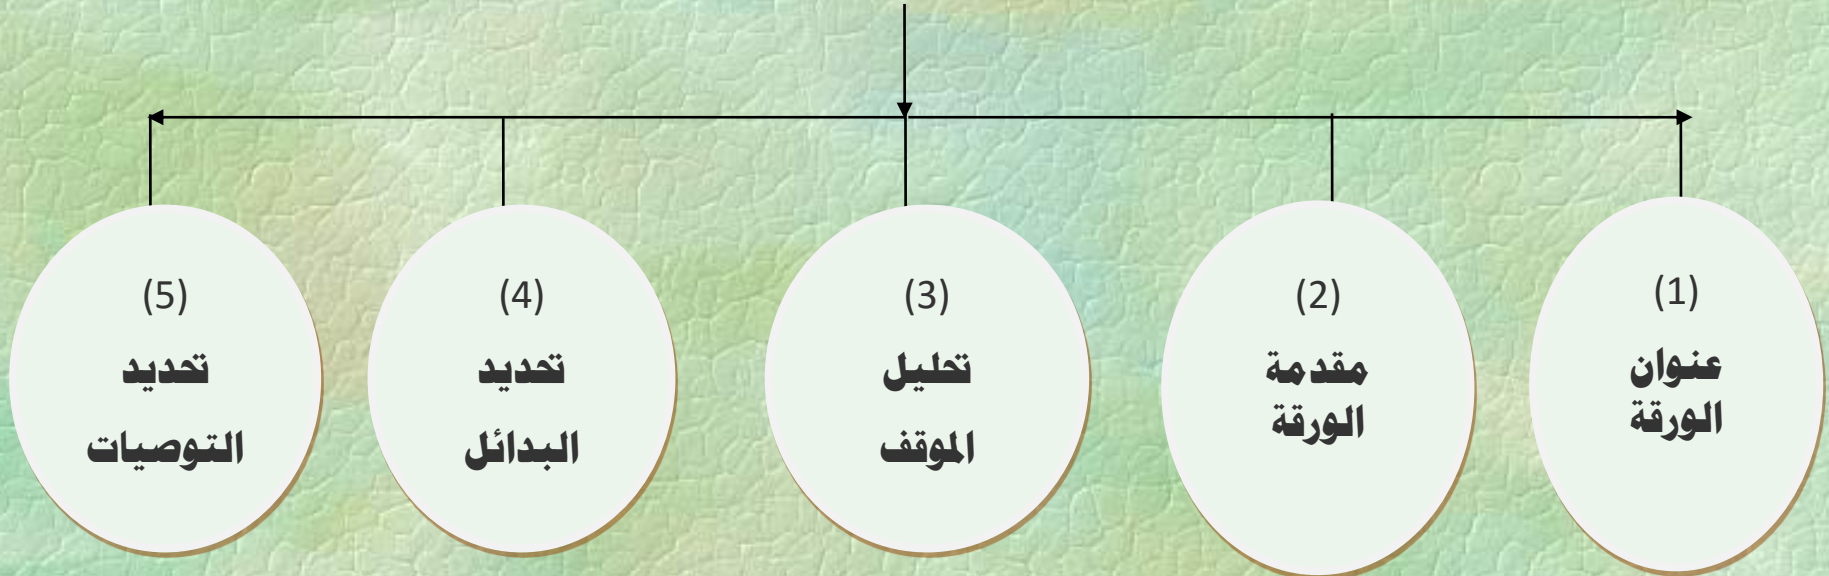 (1)
عنوان
الورقة
(2)
مقدمة
الورقة
(3)
تحليل
الموقف
(4)
تحديد
البدائل
(5)
تحديد
التوصيات